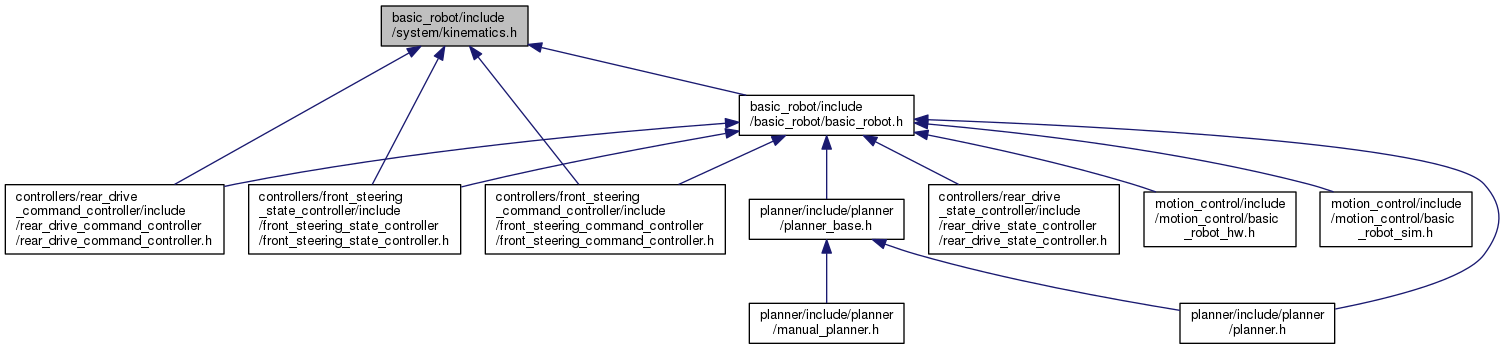 basic_robot/include
/system/kinematics.h
basic_robot/include
/basic_robot/basic_robot.h
controllers/rear_drive
_command_controller/include
/rear_drive_command_controller
/rear_drive_command_controller.h
controllers/front_steering
_state_controller/include
/front_steering_state_controller
/front_steering_state_controller.h
controllers/front_steering
_command_controller/include
/front_steering_command_controller
/front_steering_command_controller.h
planner/include/planner
/planner_base.h
controllers/rear_drive
_state_controller/include
/rear_drive_state_controller
/rear_drive_state_controller.h
motion_control/include
/motion_control/basic
_robot_hw.h
motion_control/include
/motion_control/basic
_robot_sim.h
planner/include/planner
/manual_planner.h
planner/include/planner
/planner.h